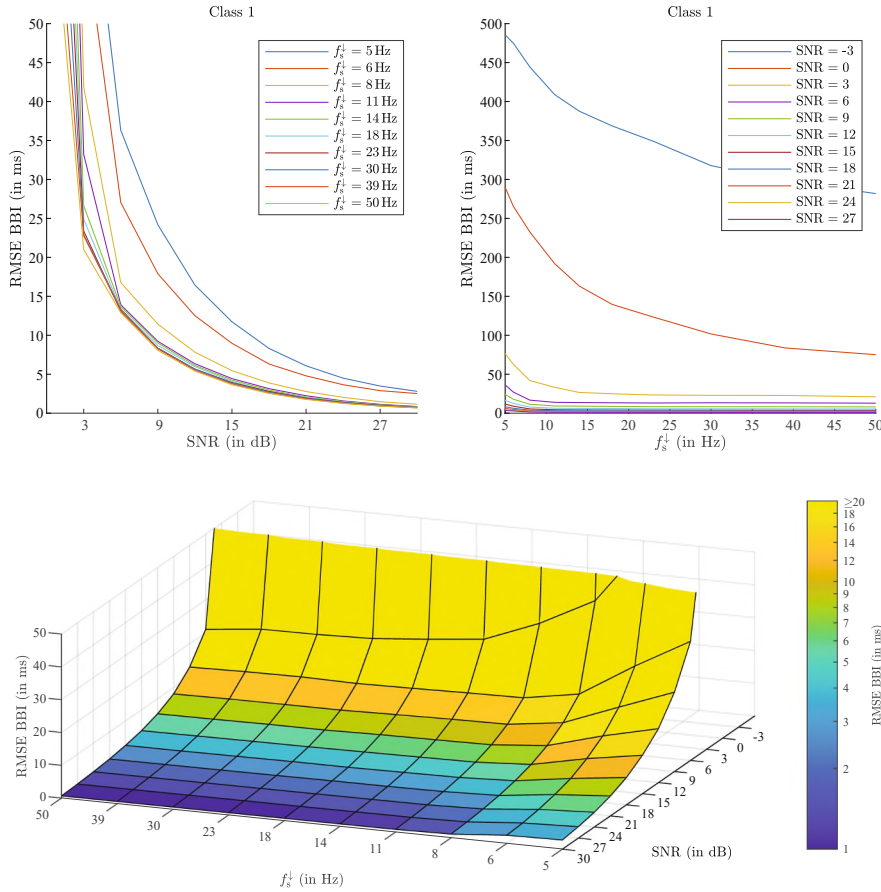 Class 1
50
45
40
35
30
25
20
15
10
5
0
RMSE BBI (in ms)
3
9
15
21
27
SNR (in dB)
f_s^↓ = 5 Hz
f_s^↓ = 6 Hz
f_s^↓ = 8 Hz
f_s^↓ = 11 Hz
f_s^↓ = 14 Hz
f_s^↓ = 18 Hz
f_s^↓ = 23 Hz
f_s^↓ = 30 Hz
f_s^↓ = 39 Hz
f_s^↓ = 50 Hz
Class 1
500
450
400
350
300
250
200
150
100
50
0
RMSE BBI (in ms)
5
10
15
20
25
30
35
40
45
50
f_s^↓ (in Hz)
SNR = -3
SNR = 0
SNR = 3
SNR = 6
SNR = 9
SNR = 12
SNR = 15
SNR = 18
SNR = 21
SNR = 24
SNR = 27
50
40
30
20
10
0
RMSE BBI (in ms)
50
39
30
23
18
14
11
8
6
5
f_s^↓ (in Hz)
30
27
24
21
18
15
12
9
6
3
0
-3
SNR (in dB)
≥20
18
16
14
12
10
9
8
7
6
5
4
3
2
1
RMSE BBI (in ms)